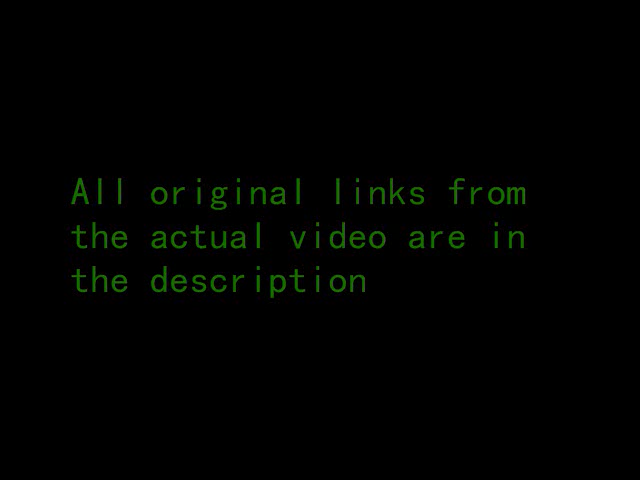 All original links from
the actual video are in
the description